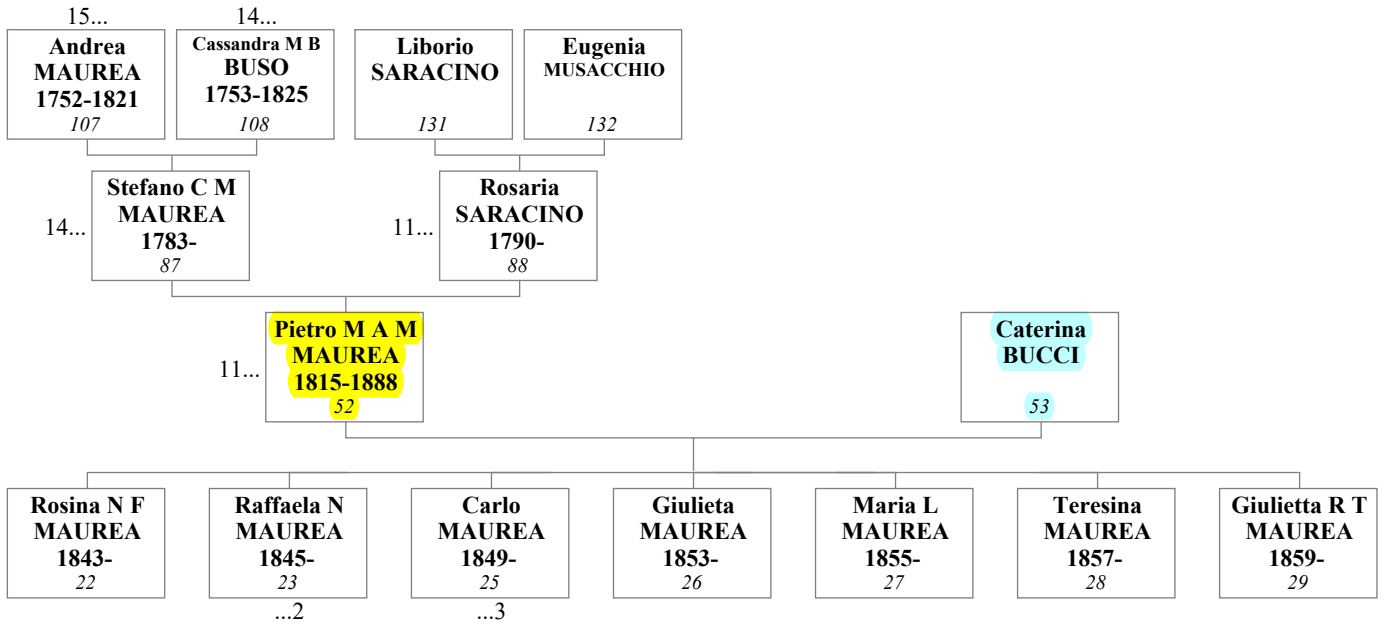 15...
14...
Andrea
MAUREA
1752-1821
107
Cassandra M B
BUSO
1753-1825
108
Liborio
SARACINO
131
Eugenia
MUSACCHIO
132
14...
Stefano C M
MAUREA
1783-
87
11...
Rosaria
SARACINO
1790-
88
11...
Pietro M A M
MAUREA
1815-1888
52
Caterina
BUCCI
53
Rosina N F
MAUREA
1843-
22
Raffaela N
MAUREA
1845-
23
...2
Carlo
MAUREA
1849-
25
...3
Giulieta
MAUREA
1853-
26
Maria L
MAUREA
1855-
27
Teresina
MAUREA
1857-
28
Giulietta R T
MAUREA
1859-
29